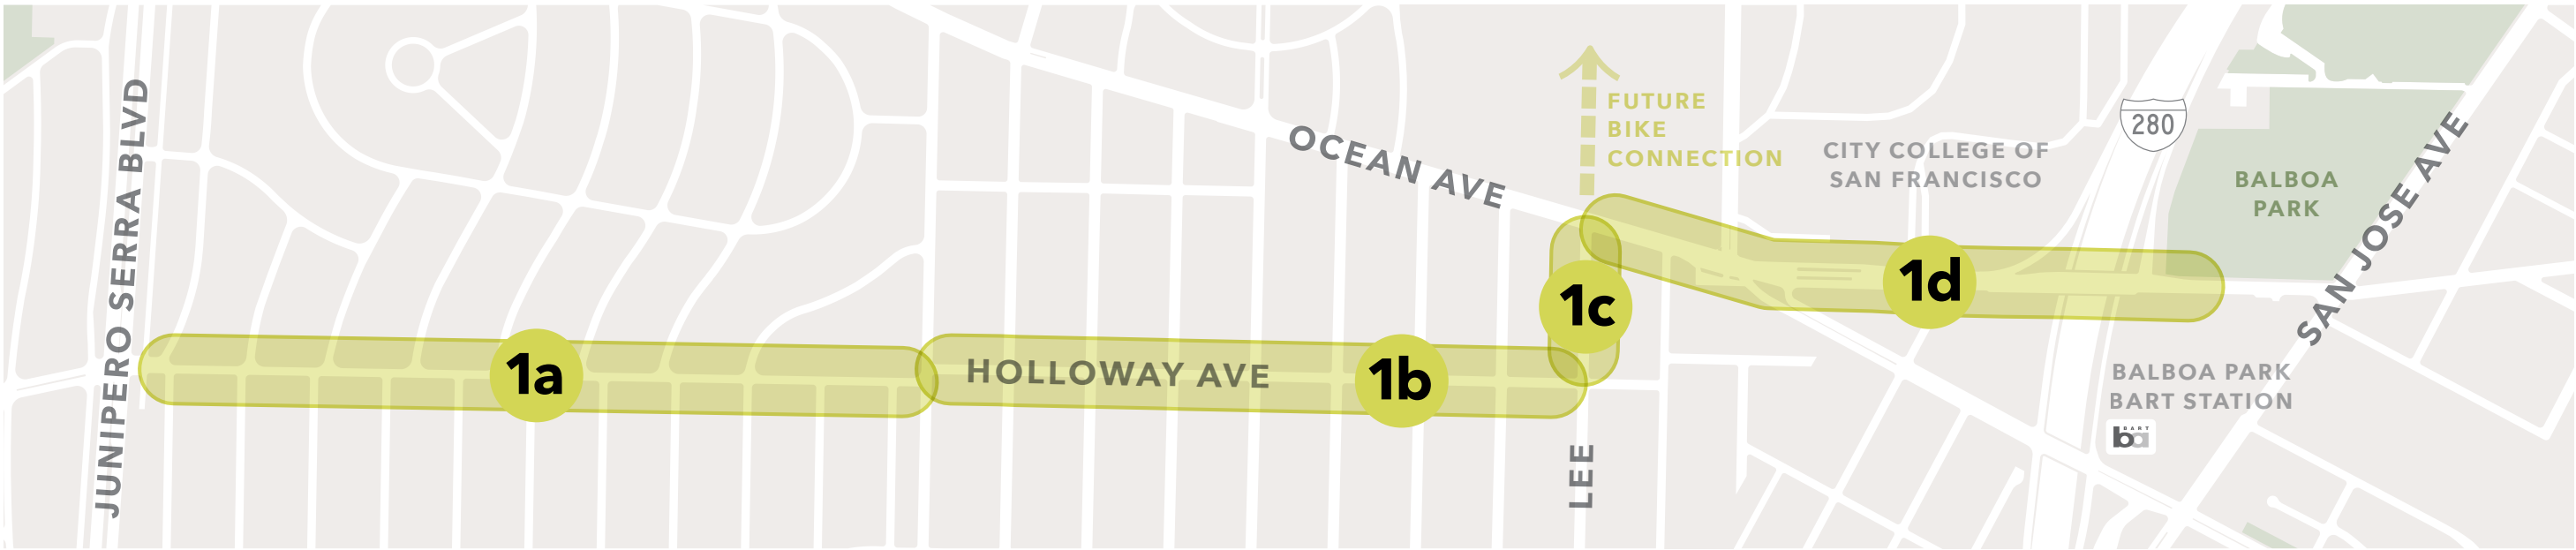 JUNIPERO SERRA BLVD
1a
HOLLOWAY AVE
1b
OCEAN AVE
FUTURE
BIKE
CONNECTION
1c
LEE
CITY COLLEGE OF
SAN FRANCISCO
1d
280
BALBOA
PARK
SAN JOSE AVE
BALBOA PARK
BART STATION
BART
ba